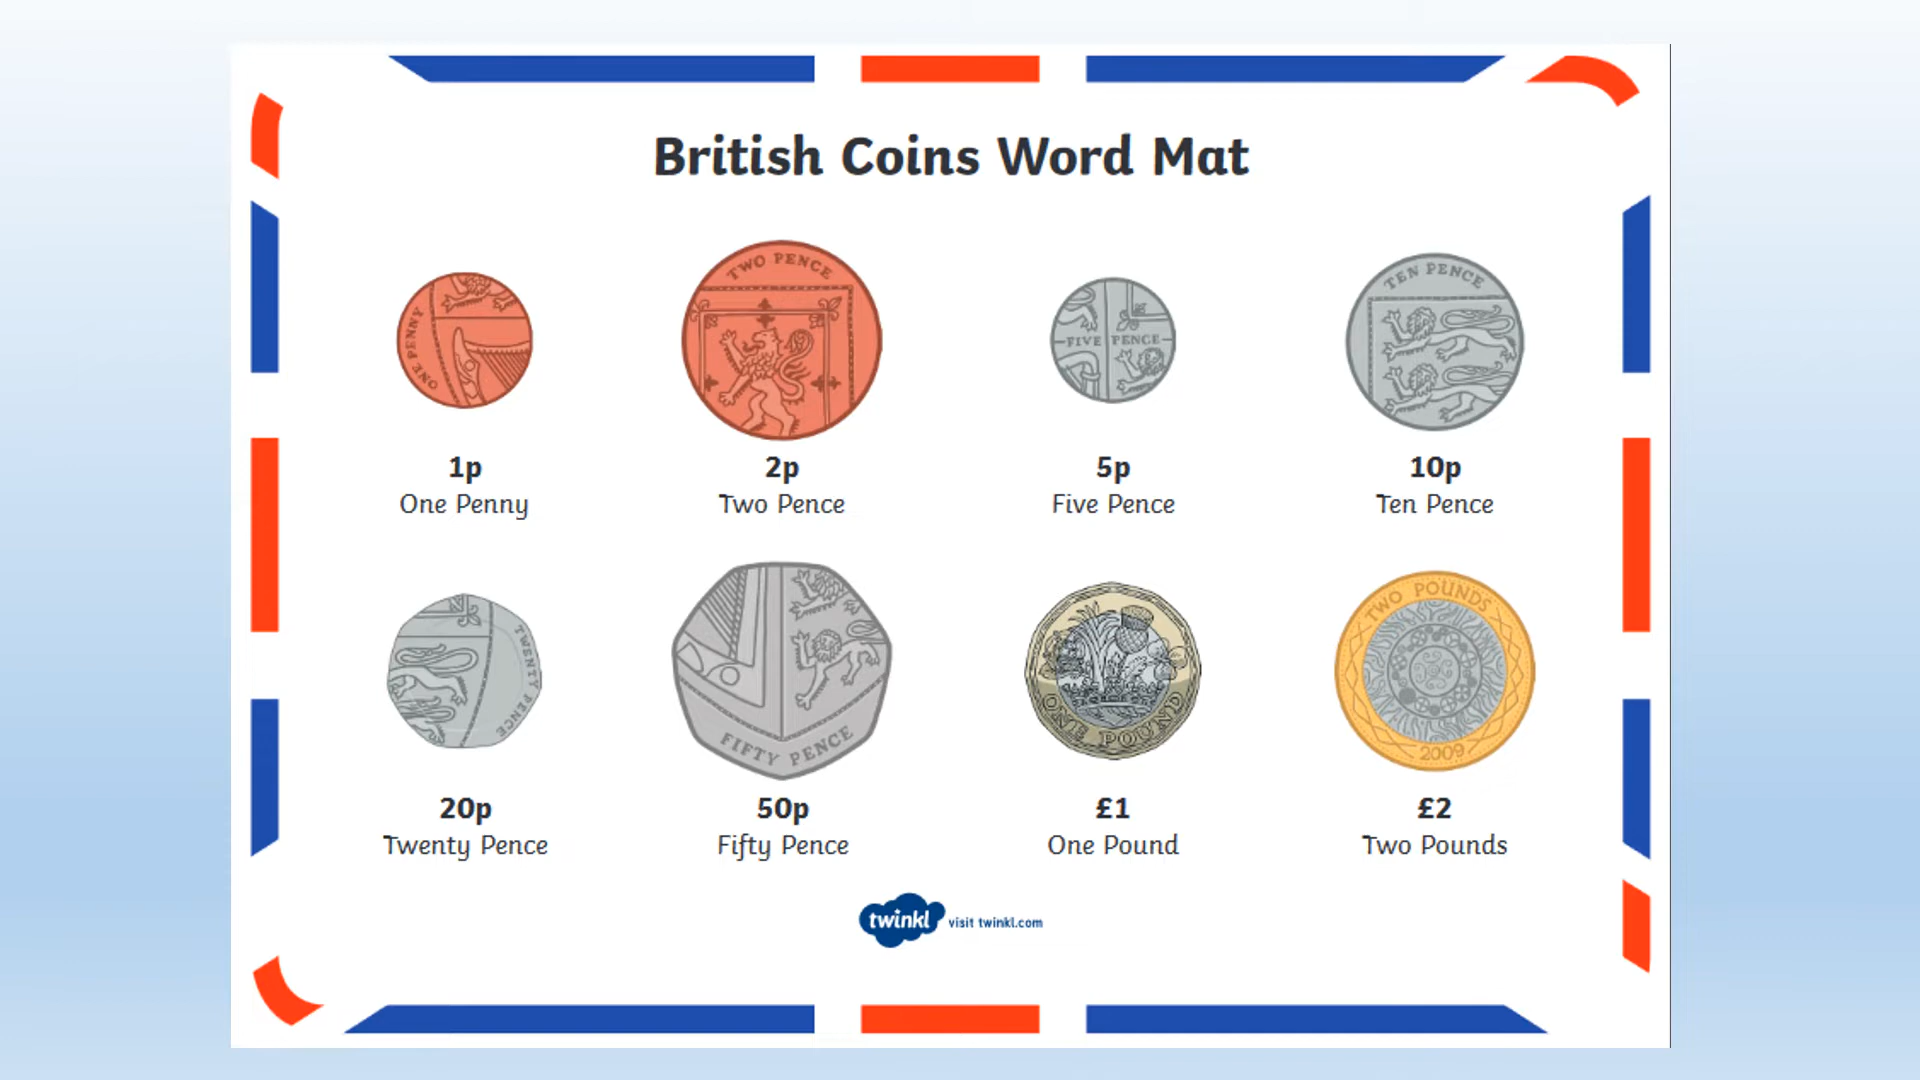 British Coins Word Mat
ONE PENNY
TWO PENCE
FIVE PENCE
TEN PENCE
1p
One Penny
2p
Two Pence
5p
Five Pence
10p
Ten Pence
TWENTY PENCE
FIFTY PENCE
ONE POUND
TWO POUNDS
2009
20p
Twenty Pence
50p
Fifty Pence
£1
One Pound
£2
Two Pounds
twinkl visit twinkl.com